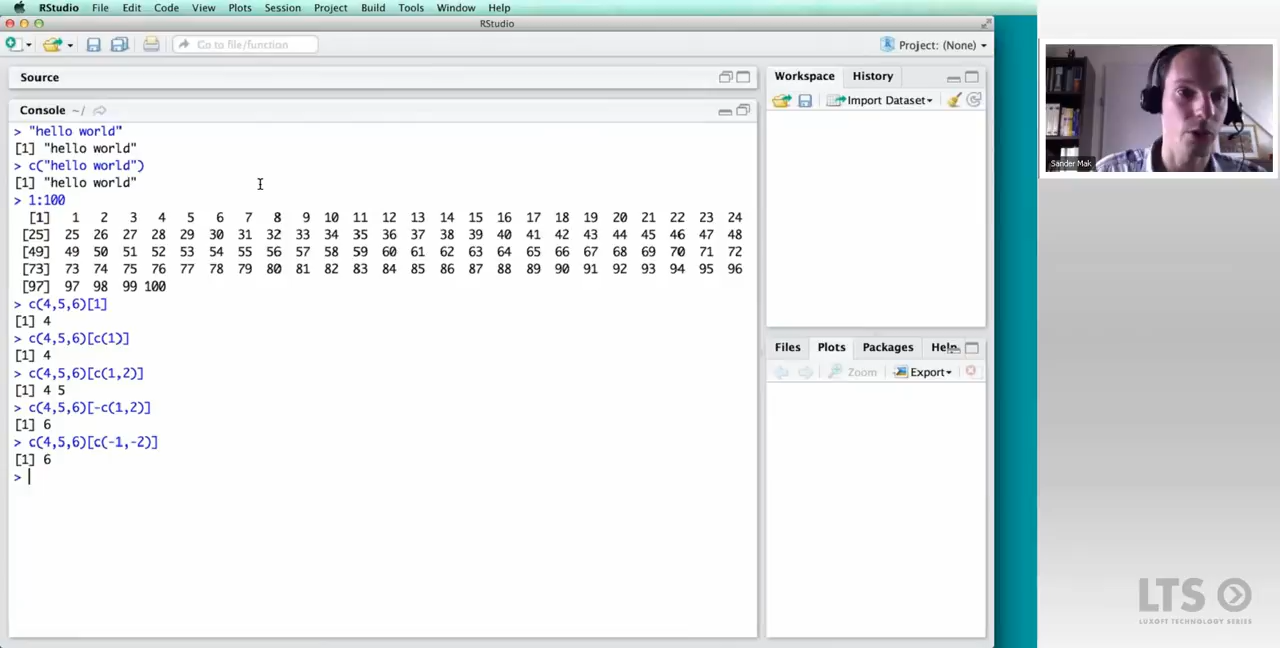 RStudio File Edit Code View Plots Session Project Build Tools Window Help
RStudio
Go to file/function
Project: (None)
Source
Console ~/
> "hello world"
[1] "hello world"
> c("hello world")
[1] "hello world"
> 1:100
[1] 1 2 3 4 5 6 7 8 9 10 11 12 13 14 15 16 17 18 19 20 21 22 23 24
[25] 25 26 27 28 29 30 31 32 33 34 35 36 37 38 39 40 41 42 43 44 45 46 47 48
[49] 49 50 51 52 53 54 55 56 57 58 59 60 61 62 63 64 65 66 67 68 69 70 71 72
[73] 73 74 75 76 77 78 79 80 81 82 83 84 85 86 87 88 89 90 91 92 93 94 95 96
[97] 97 98 99 100
> c(4,5,6)[1]
[1] 4
> c(4,5,6)[c(1)]
[1] 4
> c(4,5,6)[c(1,2)]
[1] 4 5
> c(4,5,6)[-c(1,2)]
[1] 6
> c(4,5,6)[c(-1,-2)]
[1] 6
>
Workspace History
Import Dataset
Files Plots Packages Help
Zoom Export
Sander Mak
LTS
LUXOFT TECHNOLOGY SERIES